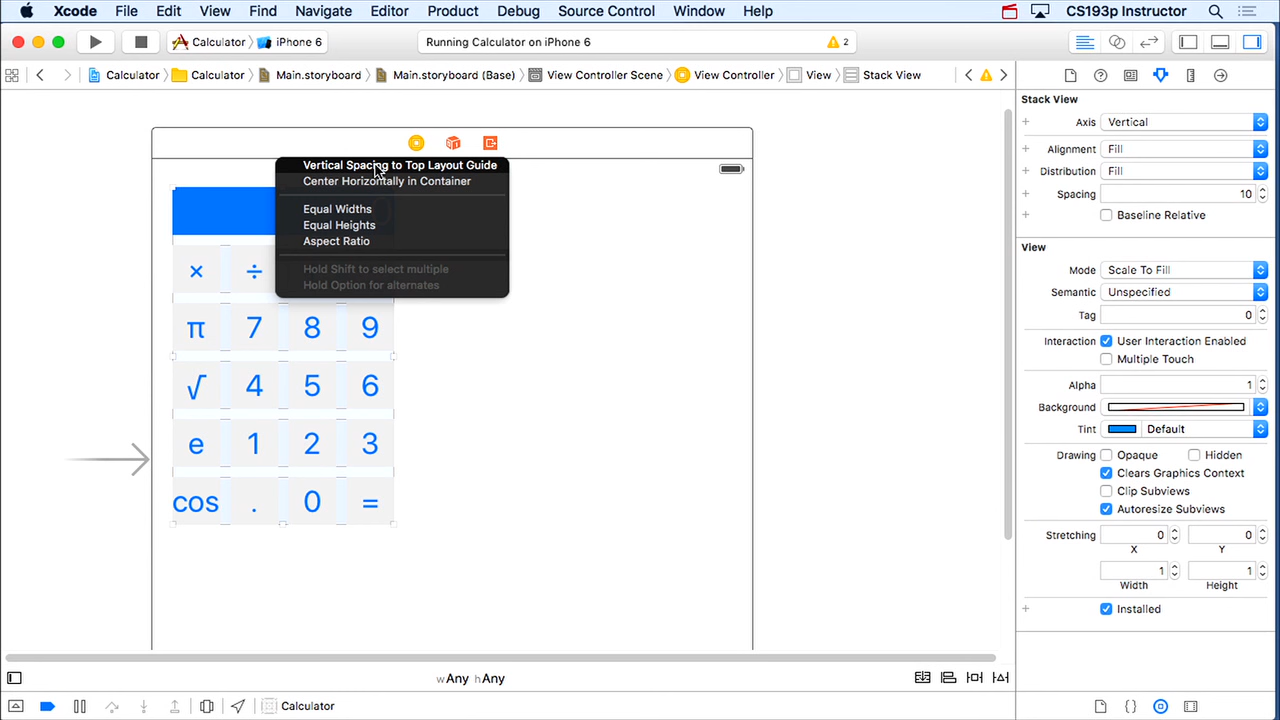 Xcode File Edit View Find Navigate Editor Product Debug Source Control Window Help CS193p Instructor
Calculator iPhone 6 Running Calculator on iPhone 6 2
Calculator Calculator Main.storyboard Main.storyboard (Base) View Controller Scene View Controller View Stack View
Vertical Spacing to Top Layout Guide
Center Horizontally in Container
Equal Widths
Equal Heights
Aspect Ratio
Hold Shift to select multiple
Hold Option for alternates
× ÷
π 7 8 9
√ 4 5 6
e 1 2 3
cos . 0 =
wAny hAny
Calculator
Stack View
Axis Vertical
Alignment Fill
Distribution Fill
Spacing 10
Baseline Relative
View
Mode Scale To Fill
Semantic Unspecified
Tag 0
Interaction User Interaction Enabled
Multiple Touch
Alpha 1
Background
Tint Default
Drawing Opaque Hidden
Clears Graphics Context
Clip Subviews
Autoresize Subviews
Stretching 0 0
X Y
1 1
Width Height
Installed